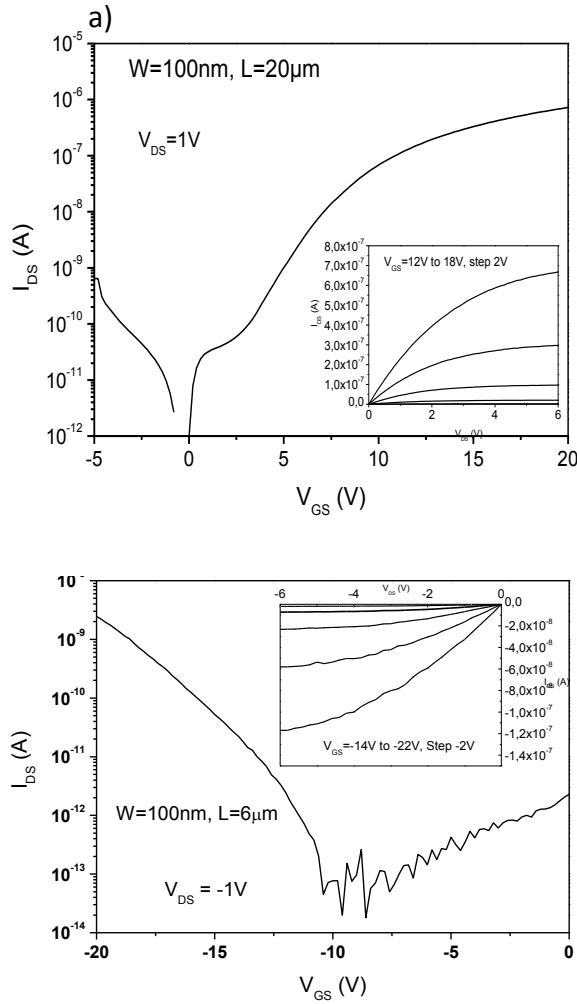 a)
10⁻⁵
10⁻⁶
10⁻⁷
10⁻⁸
10⁻⁹
10⁻¹⁰
10⁻¹¹
10⁻¹²
I_DS (A)
W=100nm, L=20µm
V_DS=1V
8,0x10⁻⁷
7,0x10⁻⁷
6,0x10⁻⁷
5,0x10⁻⁷
4,0x10⁻⁷
3,0x10⁻⁷
2,0x10⁻⁷
1,0x10⁻⁷
0,0
I_DS (A)
V_GS=12V to 18V, step 2V
0 2 4 6
V_DS (V)
-5 0 5 10 15 20
V_GS (V)
10⁻⁹
10⁻¹⁰
10⁻¹¹
10⁻¹²
10⁻¹³
10⁻¹⁴
I_DS (A)
-6 -4 -2 0
V_DS (V)
0,0
-2,0x10⁻⁸
-4,0x10⁻⁸
-6,0x10⁻⁸
-8,0x10⁻⁸
-1,0x10⁻⁷
-1,2x10⁻⁷
-1,4x10⁻⁷
I_DS (A)
V_GS=-14V to -22V, Step -2V
W=100nm, L=6µm
V_DS = -1V
-20 -15 -10 -5 0
V_GS (V)